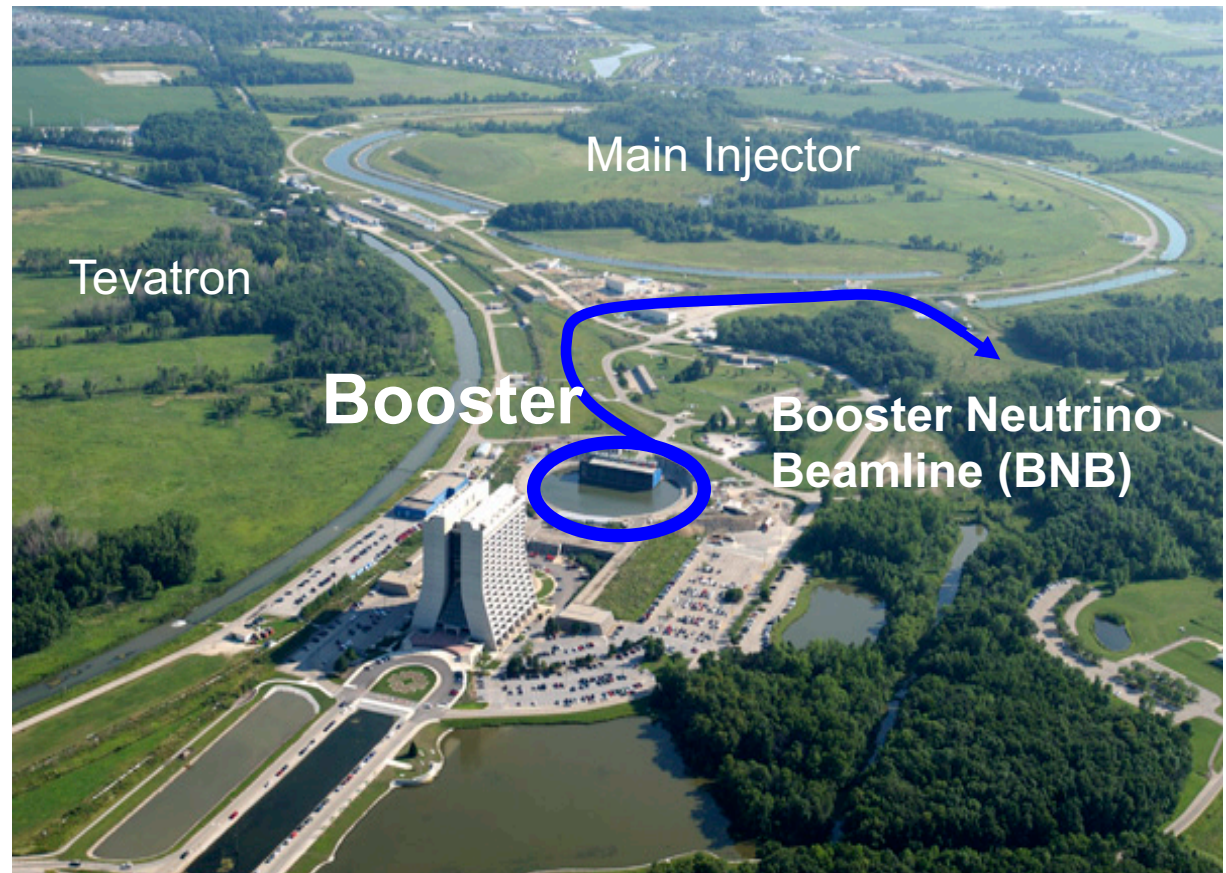 Main Injector
Tevatron
Booster
Booster Neutrino
Beamline (BNB)